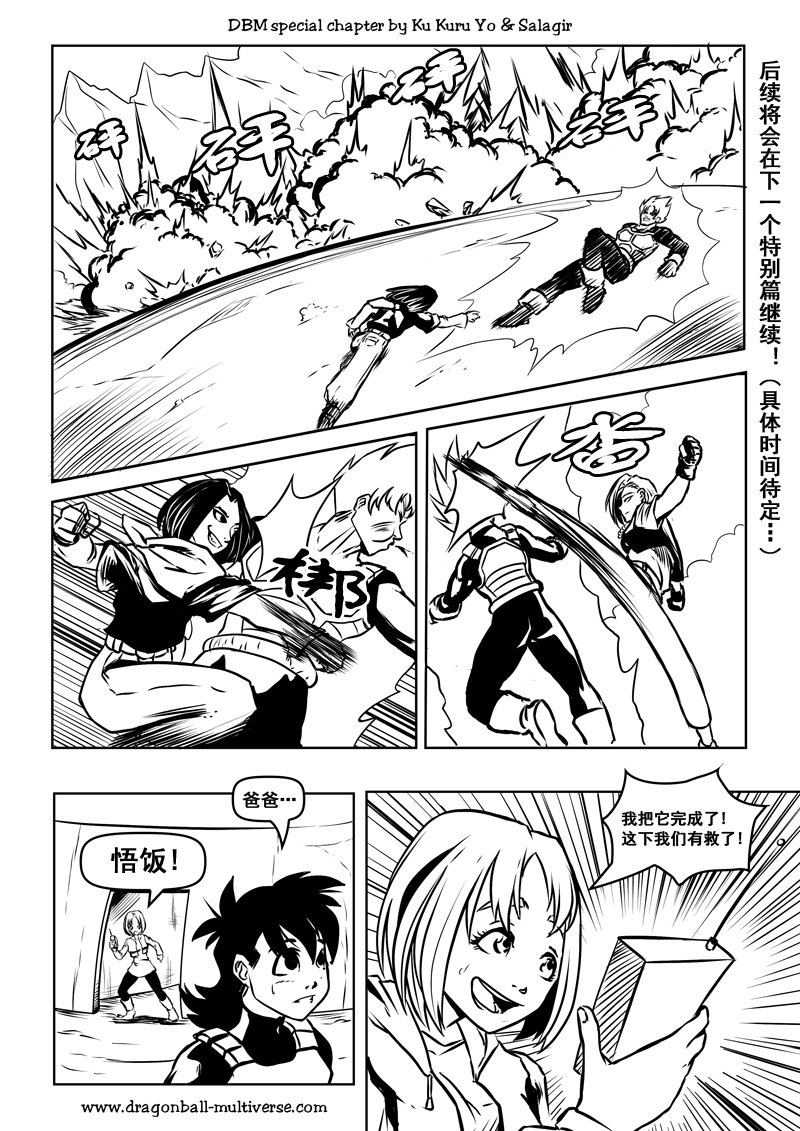 DBM special chapter by Ku Kuru Yo & Salagir
后续将会在下一个特别篇继续！（具体时间待定…）
砰
砰
砰
砰
梆
爸爸…
悟饭！
我把它完成了！
这下我们有救了！
www.dragonball-multiverse.com